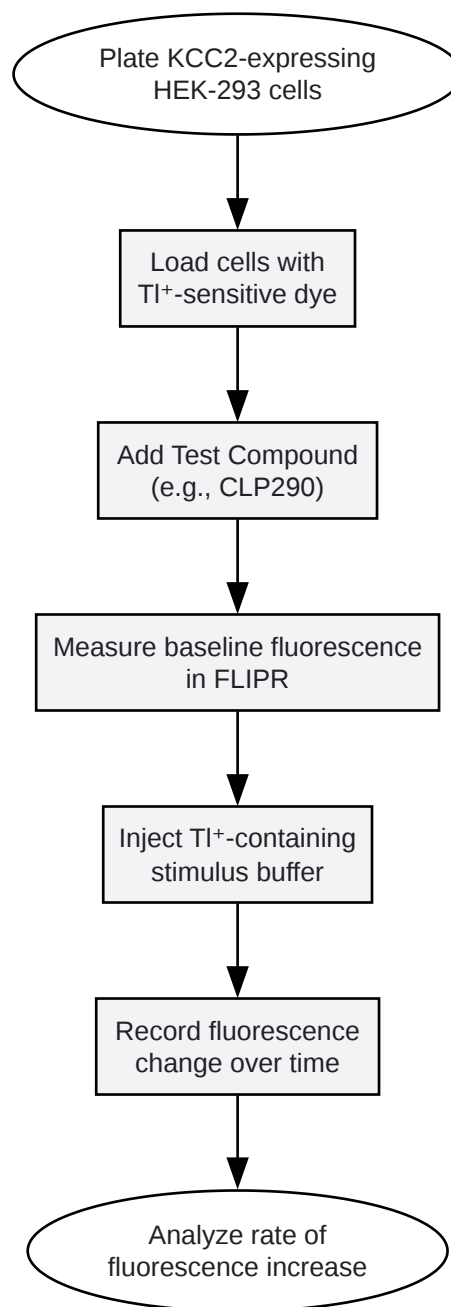 Plate KCC2-expressing
HEK-293 cells
Load cells with
Tl⁺-sensitive dye
Add Test Compound
(e.g., CLP290)
Measure baseline fluorescence
in FLIPR
Inject Tl⁺-containing
stimulus buffer
Record fluorescence
change over time
Analyze rate of
fluorescence increase